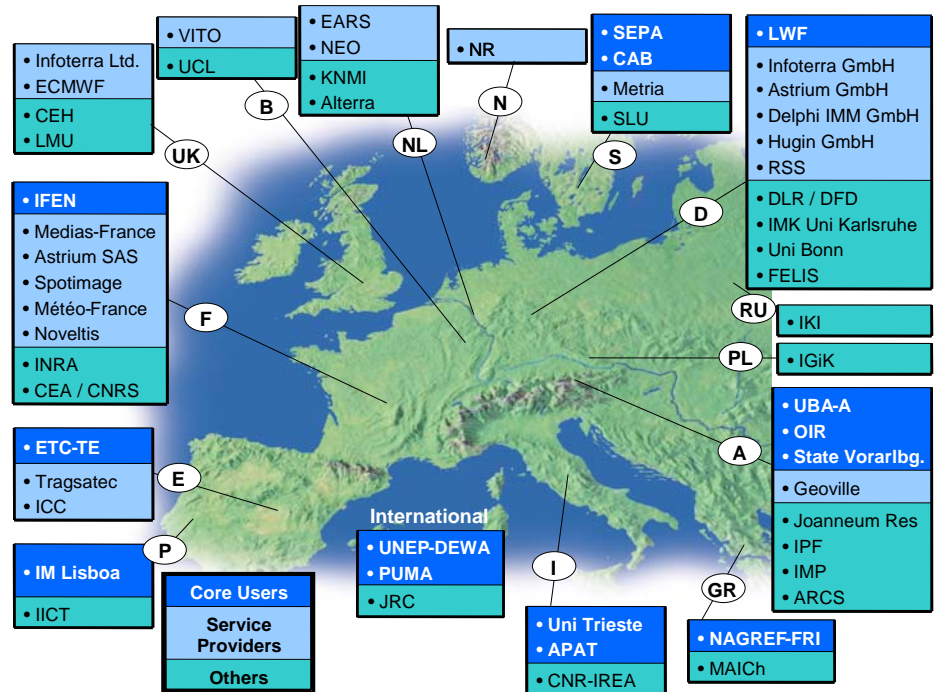 • Infoterra Ltd.
• ECMWF
• CEH
• LMU
UK
• VITO
• UCL
B
• EARS
• NEO
• KNMI
• Alterra
NL
• NR
N
• SEPA
• CAB
• Metria
• SLU
S
• LWF
• Infoterra GmbH
• Astrium GmbH
• Delphi IMM GmbH
• Hugin GmbH
• RSS
• DLR / DFD
• IMK Uni Karlsruhe
• Uni Bonn
• FELIS
D
• IFEN
• Medias-France
• Astrium SAS
• Spotimage
• Météo-France
• Noveltis
• INRA
• CEA / CNRS
F
RU
• IKI
PL
• IGiK
• UBA-A
• OIR
• State Vorarlbg.
• Geoville
• Joanneum Res
• IPF
• IMP
• ARCS
A
• ETC-TE
• Tragsatec
• ICC
E
• IM Lisboa
• IICT
P
Core Users
Service
Providers
Others
International
• UNEP-DEWA
• PUMA
• JRC
I
• Uni Trieste
• APAT
• CNR-IREA
GR
• NAGREF-FRI
• MAICh